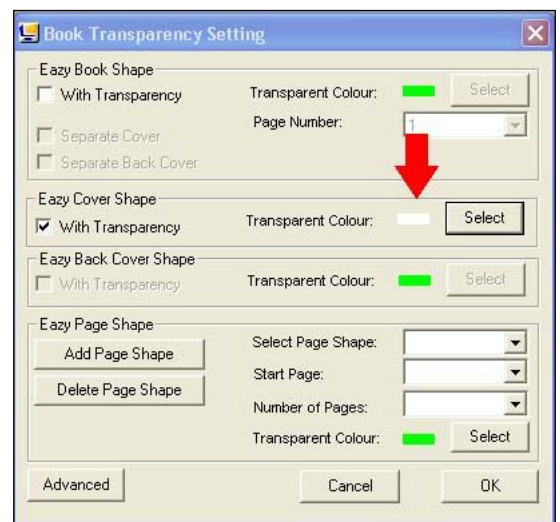 Book Transparency Setting
Eazy Book Shape
With Transparency
Transparent Colour:
Select
Page Number:
1
Separate Cover
Separate Back Cover
Eazy Cover Shape
With Transparency
Transparent Colour:
Select
Eazy Back Cover Shape
With Transparency
Transparent Colour:
Select
Eazy Page Shape
Add Page Shape
Delete Page Shape
Select Page Shape:
Start Page:
Number of Pages:
Transparent Colour:
Select
Advanced
Cancel
OK